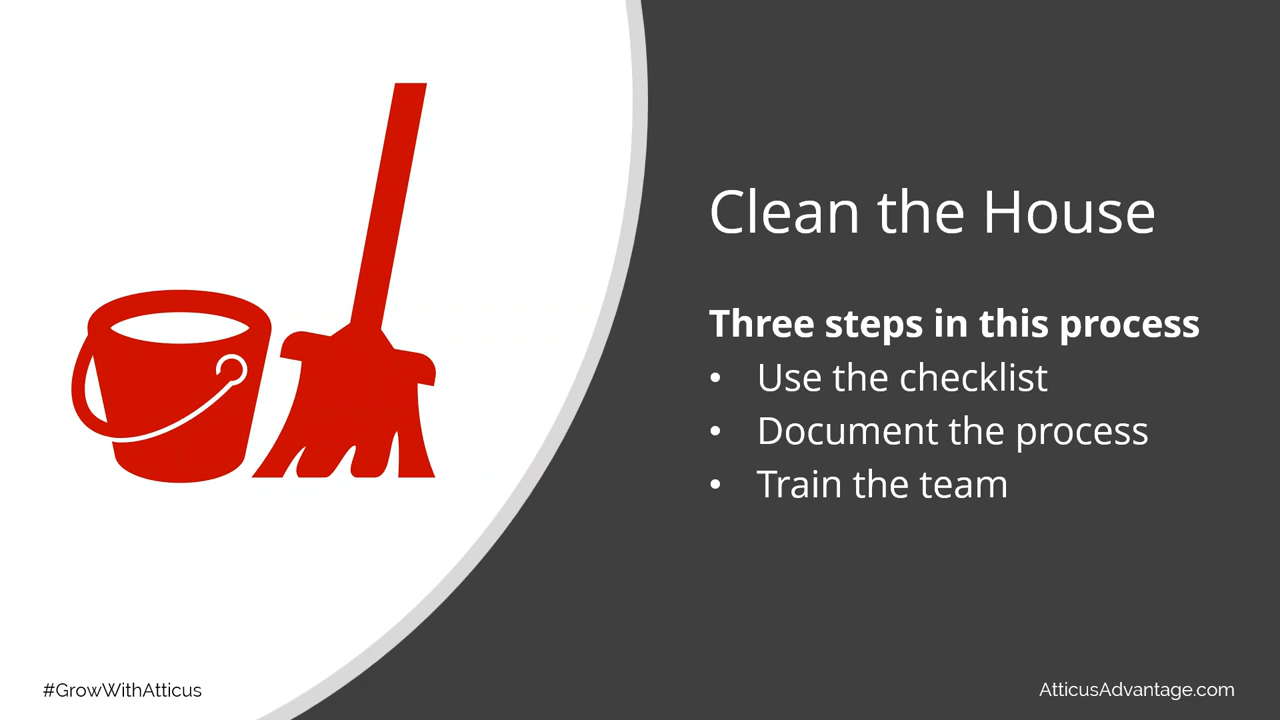 Clean the House
Three steps in this process
• Use the checklist
• Document the process
• Train the team
#GrowWithAtticus
AtticusAdvantage.com